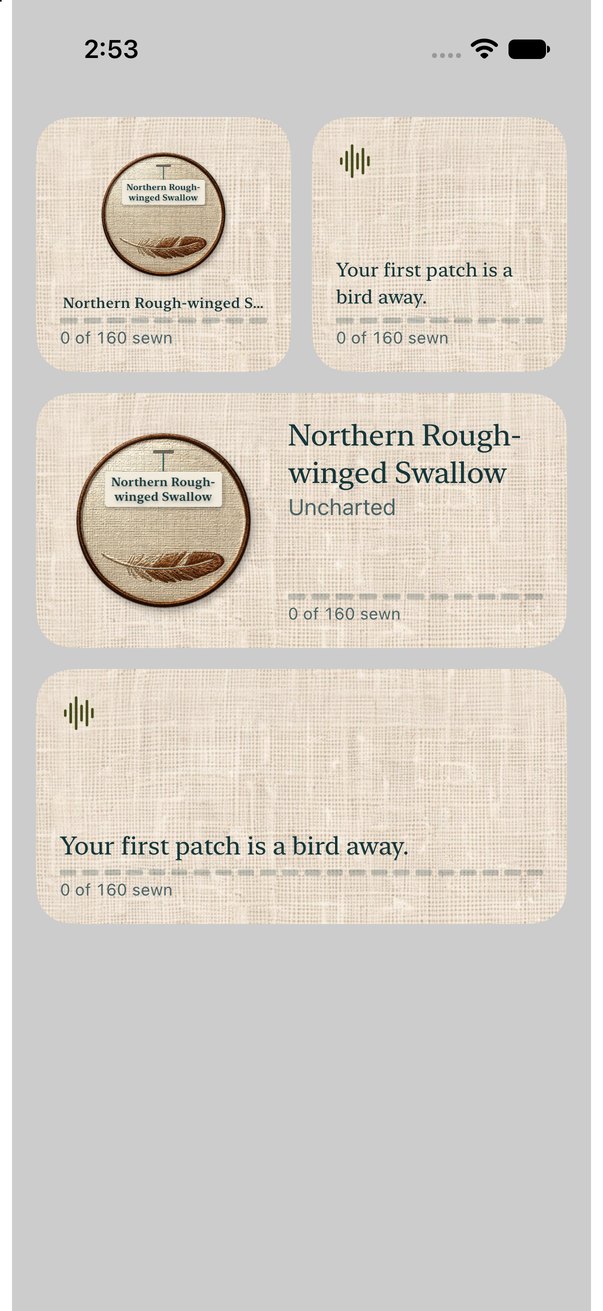 2:53
Northern Rough-
winged Swallow
Northern Rough-winged S...
0 of 160 sewn
Your first patch is a
bird away.
0 of 160 sewn
Northern Rough-
winged Swallow
Northern Rough-
winged Swallow
Uncharted
0 of 160 sewn
Your first patch is a bird away.
0 of 160 sewn